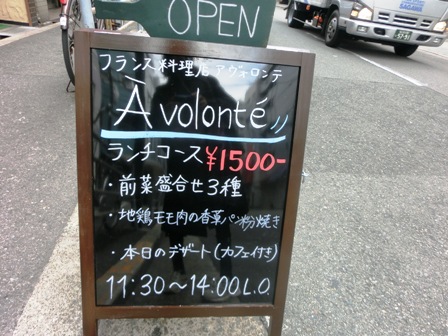 OPEN
フランス料理店 アヴォロンテ
À volonté
ランチコース ¥1500-
・前菜盛合せ3種
・地鶏モモ肉の香草パン粉焼き
・本日のデザート(カフェ付き)
11:30～14:00 L.O.